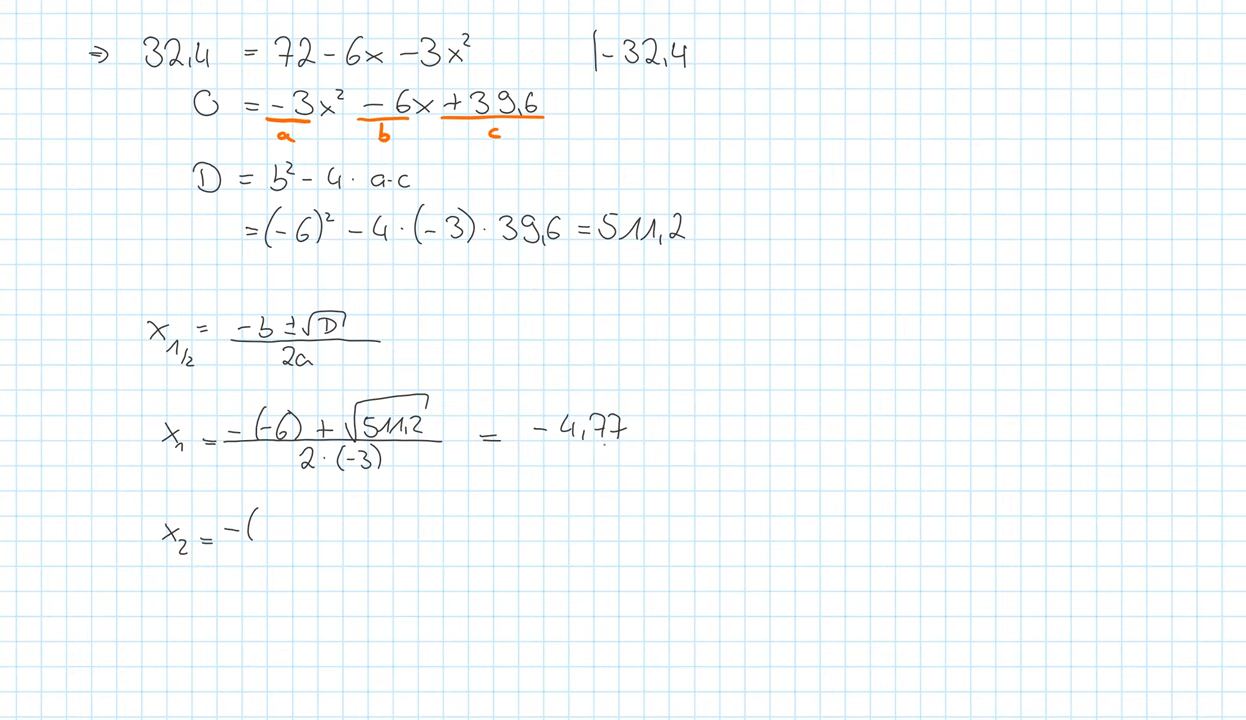 ⇒ 32,4 = 72 - 6x - 3x² |-32,4
0 = -3x² - 6x + 39,6
a b c
D = b² - 4 · a·c
= (-6)² - 4 · (-3) · 39,6 = 511,2
x₁/₂ = (-b ± √D) / 2a
x₁ = (-(-6) + √511,2) / (2 · (-3)) = -4,77
x₂ = -(